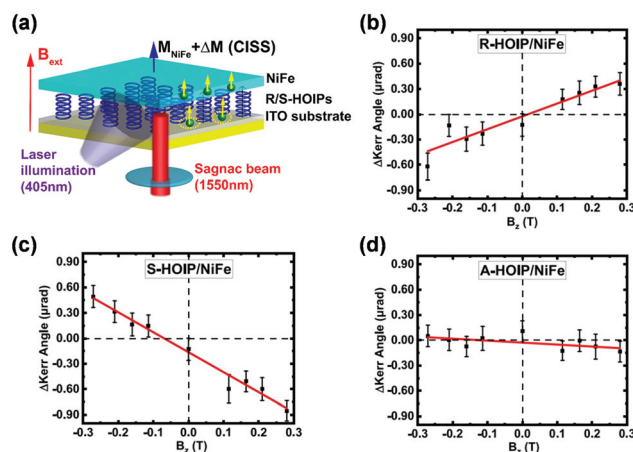 (a)
B_ext
M_NiFe+ΔM (CISS)
NiFe
R/S-HOIPs
ITO substrate
Laser
illumination
(405nm)
Sagnac beam
(1550nm)
(b)
R-HOIP/NiFe
ΔKerr Angle (μrad)
0.90
0.60
0.30
0.00
-0.30
-0.60
-0.90
-0.3 -0.2 -0.1 0.0 0.1 0.2 0.3
B_z (T)
(c)
S-HOIP/NiFe
ΔKerr Angle (μrad)
0.90
0.60
0.30
0.00
-0.30
-0.60
-0.90
-0.3 -0.2 -0.1 0.0 0.1 0.2 0.3
B_z (T)
(d)
A-HOIP/NiFe
ΔKerr Angle (μrad)
0.90
0.60
0.30
0.00
-0.30
-0.60
-0.90
-0.3 -0.2 -0.1 0.0 0.1 0.2 0.3
B_z (T)